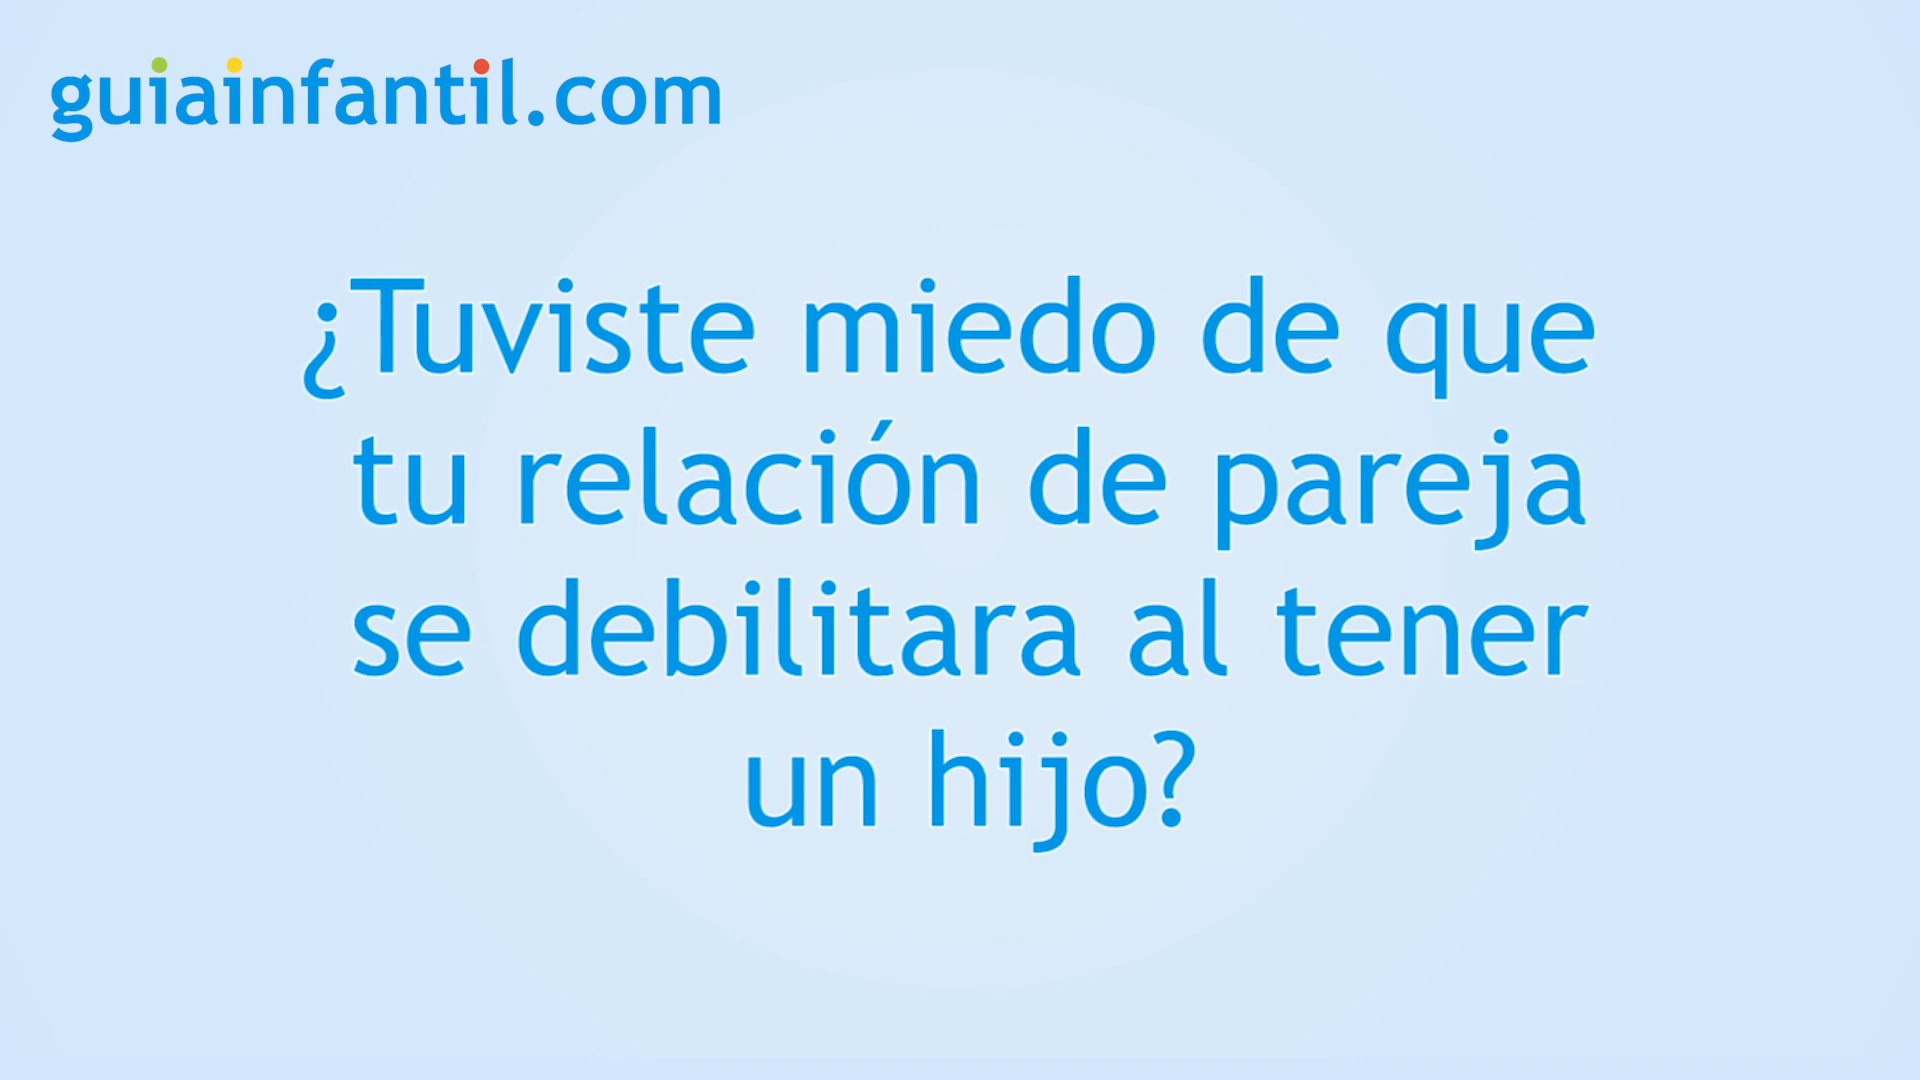 guiainfantil.com
¿Tuviste miedo de que
tu relación de pareja
se debilitara al tener
un hijo?